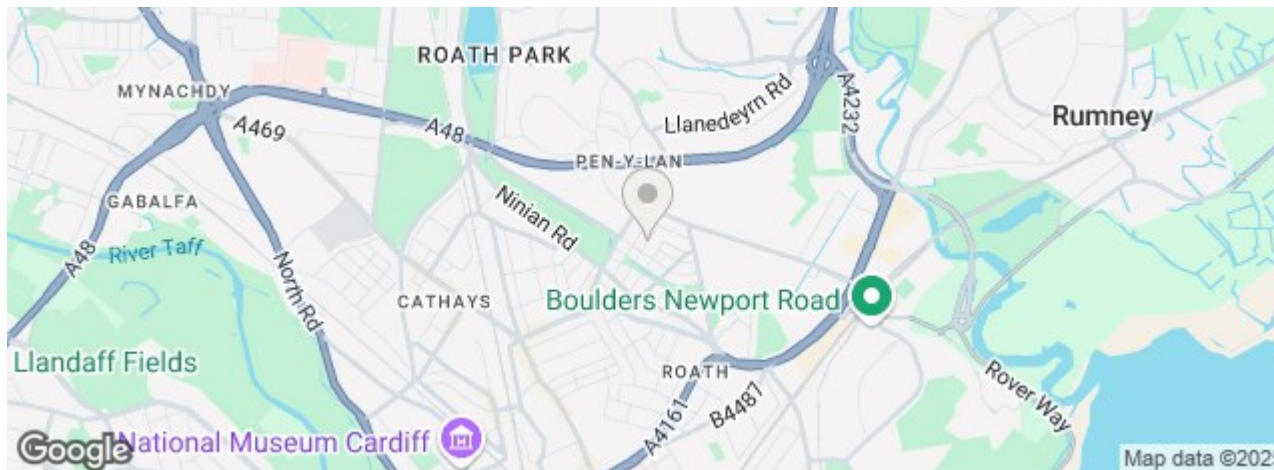 ROATH PARK
MYNACHDY
A469
A48
Llanedeyrn Rd
A4232
Rumney
PEN-Y-LAN
GABALFA
Ninian Rd
River Taff
A48
North Rd
CATHAYS
Boulders Newport Road
Llandaff Fields
ROATH
Rover Way
A4161
B4487
National Museum Cardiff
Google
Map data ©2025